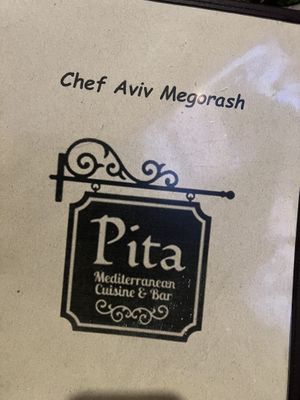 Chef Aviv Megorash
Pita
Mediterranean
Cuisine & Bar